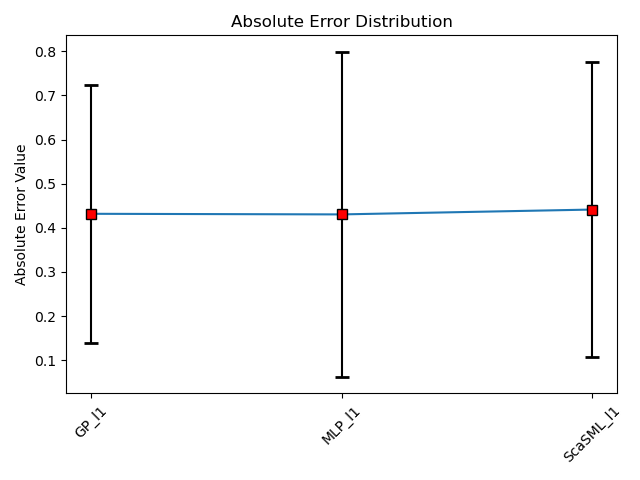 Absolute Error Distribution
Absolute Error Value
0.8
0.7
0.6
0.5
0.4
0.3
0.2
0.1
GP_l1
MLP_l1
ScaSML_l1